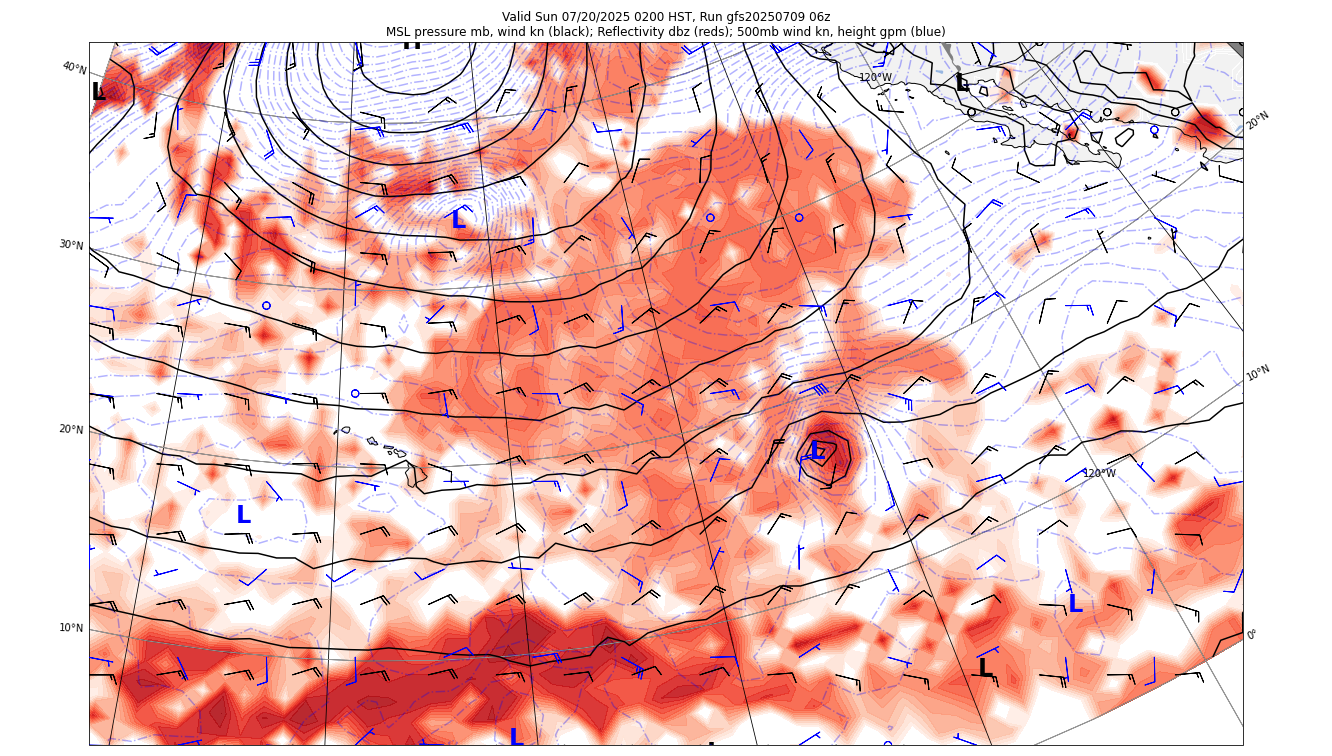 Valid Sun 07/20/2025 0200 HST, Run gfs20250709 06z
MSL pressure mb, wind kn (black); Reflectivity dbz (reds); 500mb wind kn, height gpm (blue)
H
40°N
120°W
L
L
20°N
30°N
L
10°N
20°N
L
120°W
L
L
10°N
0°
L
L